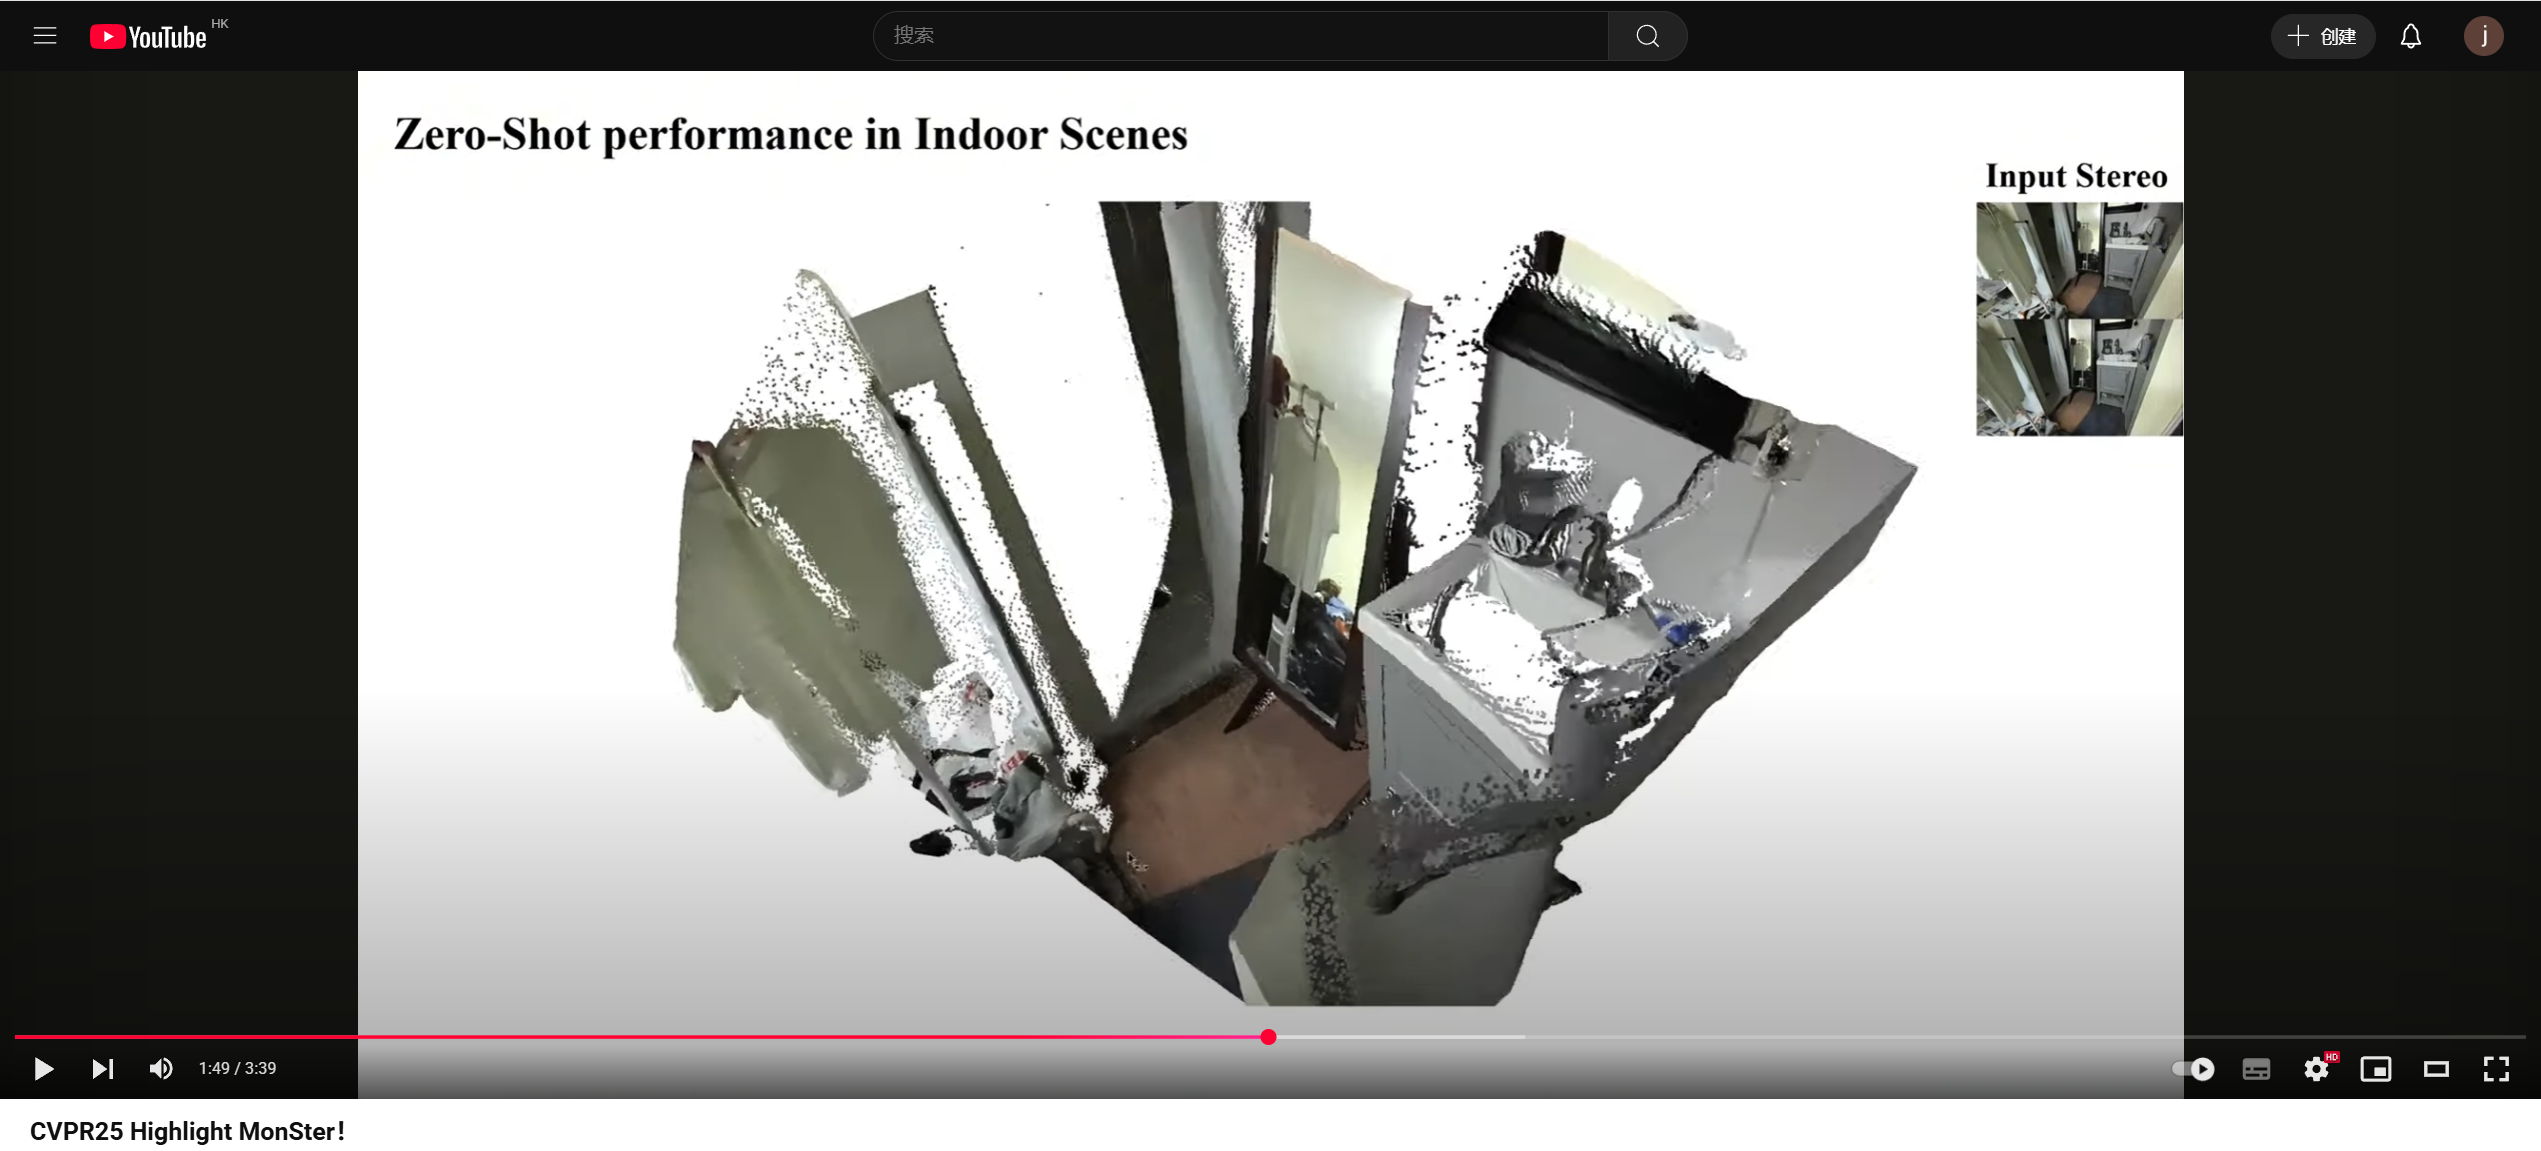 YouTube HK
搜索
创建
j
Zero-Shot performance in Indoor Scenes
Input Stereo
1:49 / 3:39
HD
CVPR25 Highlight MonSter！